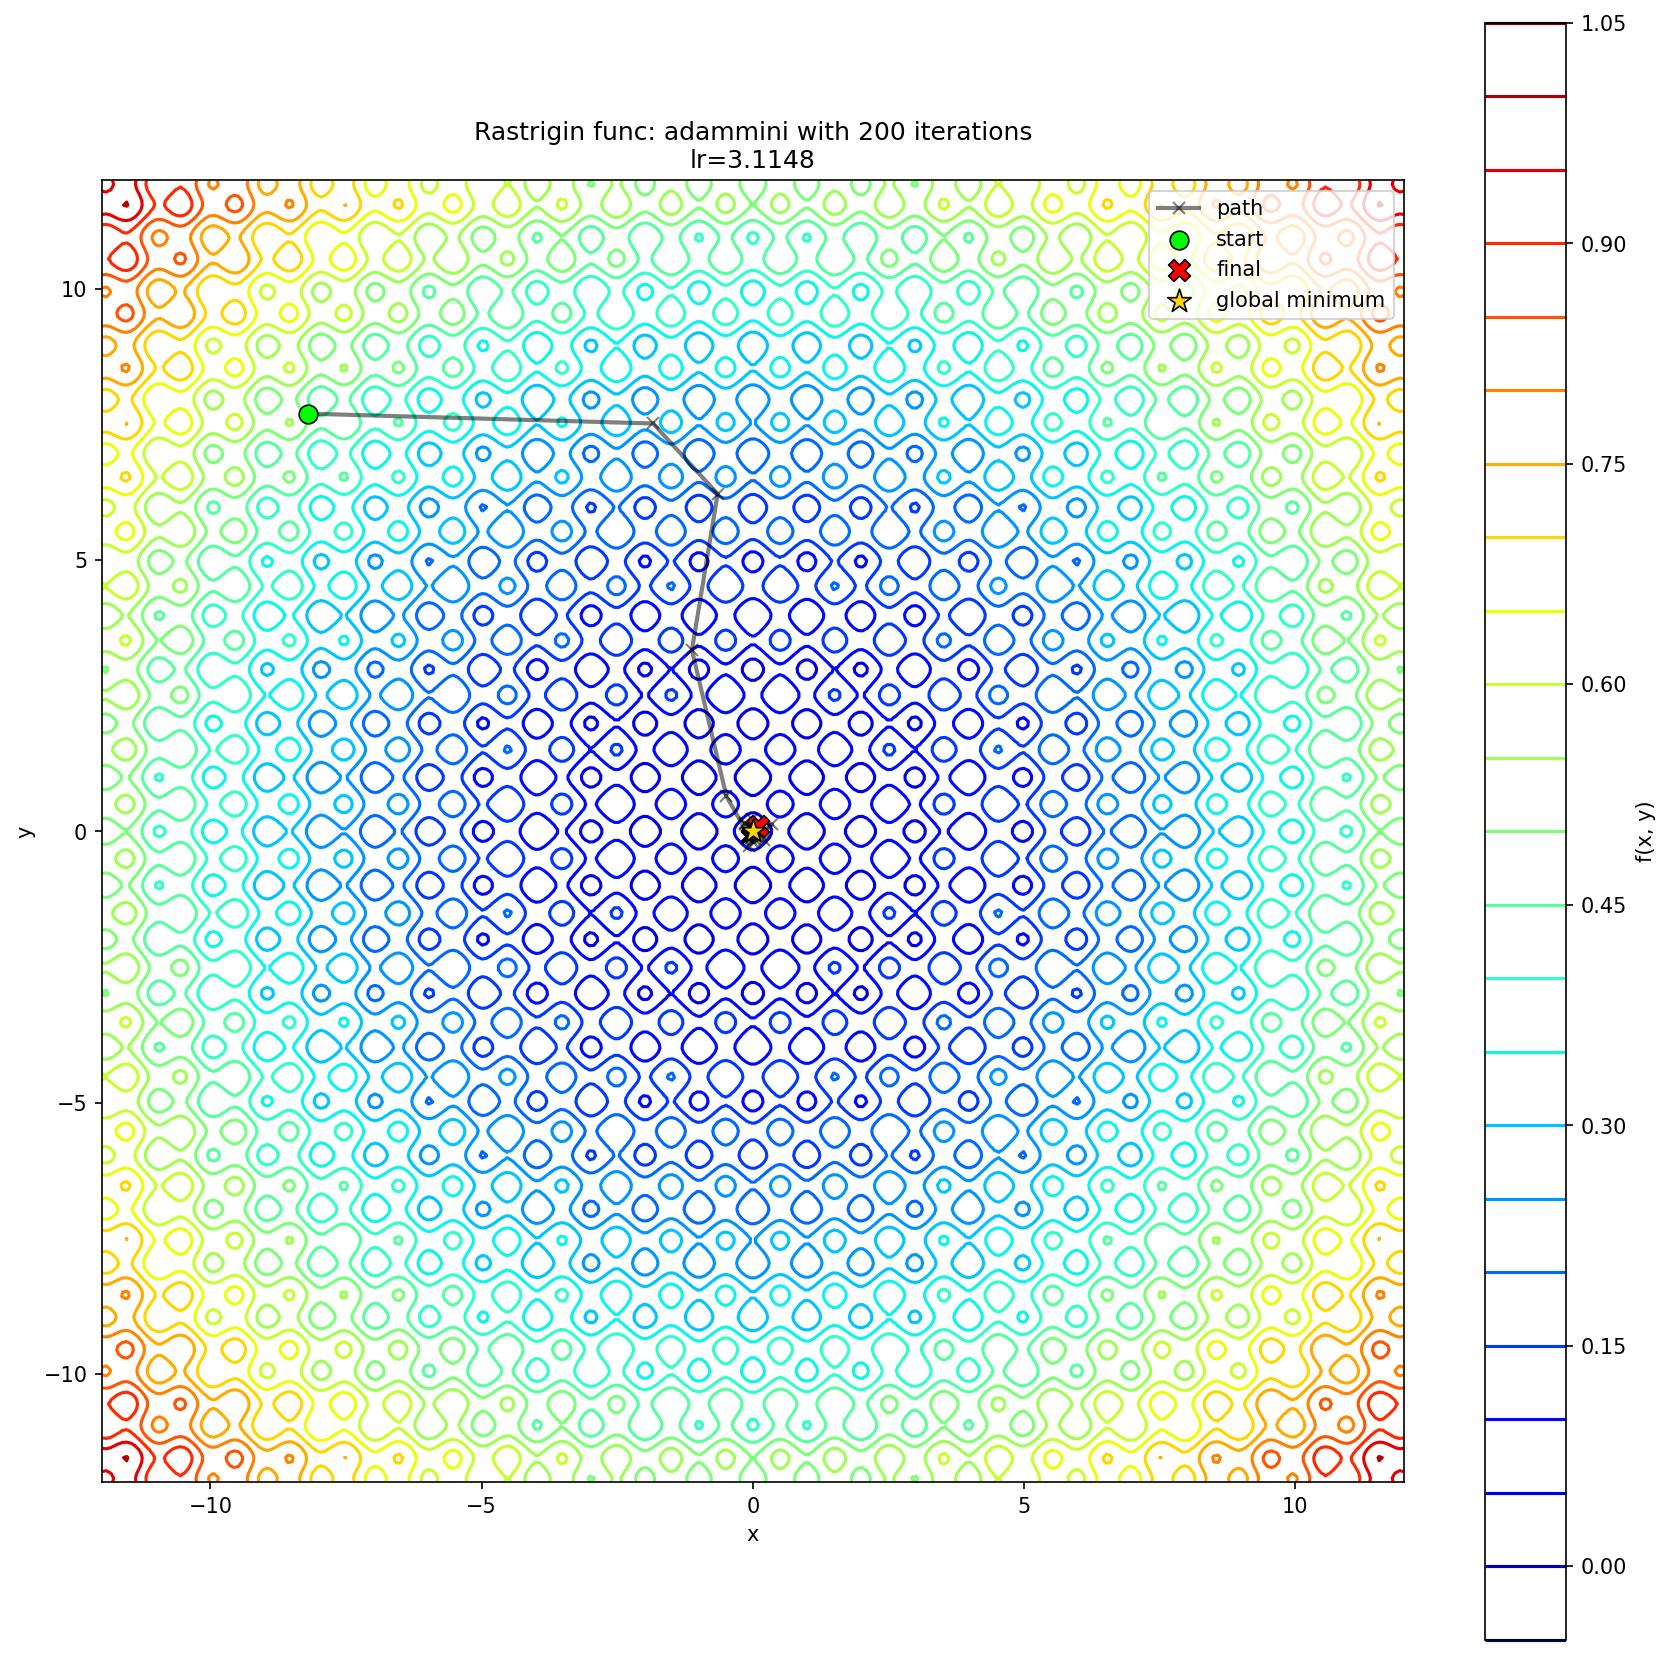 Rastrigin func: adammini with 200 iterations
lr=3.1148
path
start
final
global minimum
10
5
0
−5
−10
y
−10
−5
0
5
10
x
1.05
0.90
0.75
0.60
0.45
0.30
0.15
0.00
f(x, y)